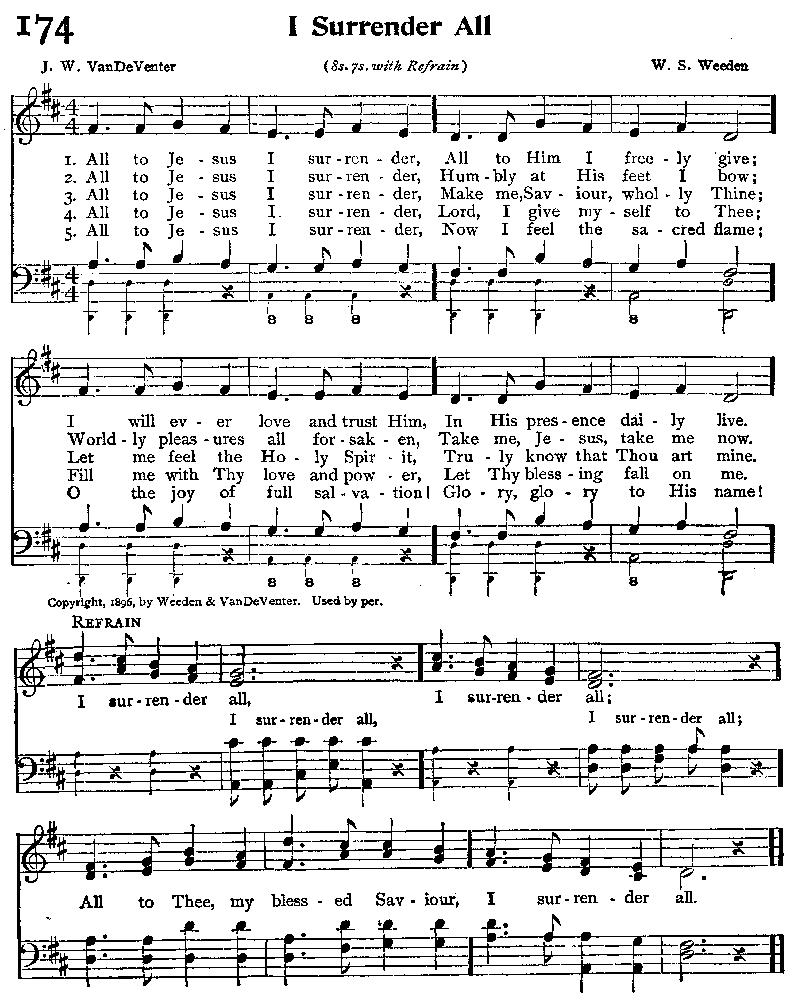 174
I Surrender All
J. W. VanDeVenter
(8s. 7s. with Refrain)
W. S. Weeden
1. All to Je - sus I sur - ren - der, All to Him I free - ly give;
2. All to Je - sus I sur - ren - der, Hum - bly at His feet I bow;
3. All to Je - sus I sur - ren - der, Make me, Sav - iour, whol - ly Thine;
4. All to Je - sus I. sur - ren - der, Lord, I give my - self to Thee;
5. All to Je - sus I sur - ren - der, Now I feel the sa - cred flame;
8 8 8 8
I will ev - er love and trust Him, In His pres - ence dai - ly live.
World - ly pleas - ures all for - sak - en, Take me, Je - sus, take me now.
Let me feel the Ho - ly Spir - it, Tru - ly know that Thou art mine.
Fill me with Thy love and pow - er, Let Thy bless - ing fall on me.
O the joy of full sal - va - tion! Glo - ry, glo - ry to His name!
8 8 8 8
Copyright, 1896, by Weeden & VanDeVenter. Used by per.
REFRAIN
I sur - ren - der all, I sur - ren - der all;
I sur - ren - der all, I sur - ren - der all;
All to Thee, my bless - ed Sav - iour, I sur - ren - der all.